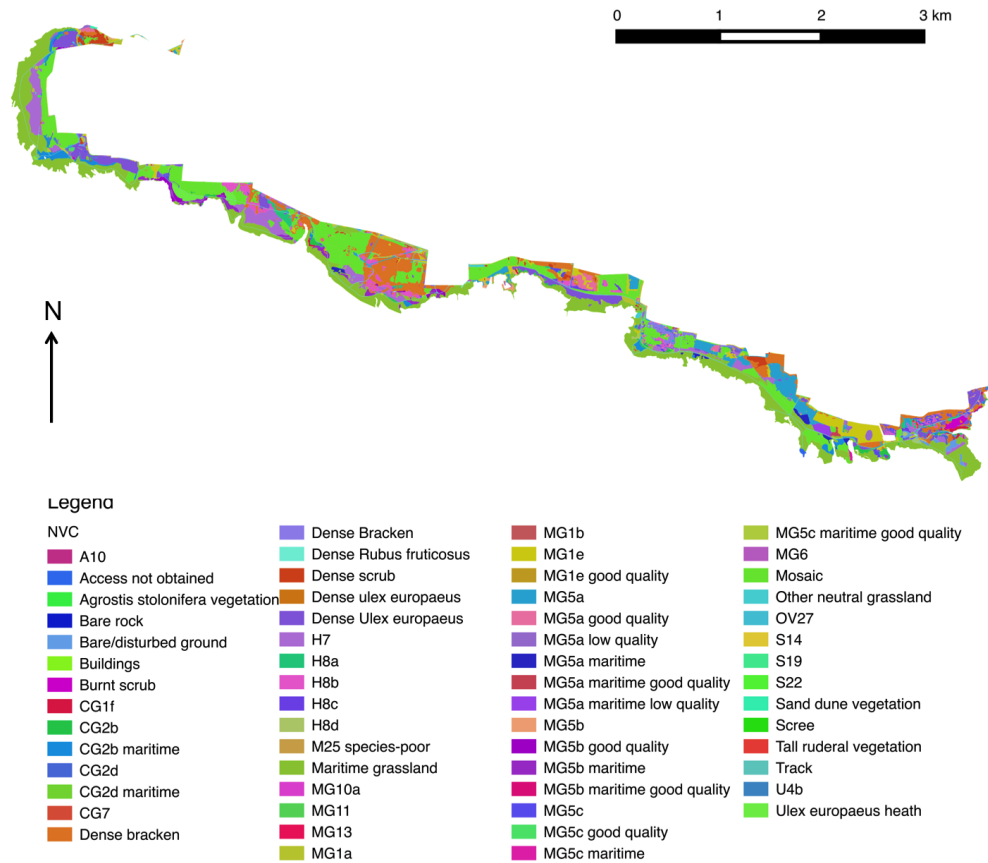 0 1 2 3 km
N
Legend
NVC
A10
Access not obtained
Agrostis stolonifera vegetation
Bare rock
Bare/disturbed ground
Buildings
Burnt scrub
CG1f
CG2b
CG2b maritime
CG2d
CG2d maritime
CG7
Dense bracken
Dense Bracken
Dense Rubus fruticosus
Dense scrub
Dense ulex europaeus
Dense Ulex europaeus
H7
H8a
H8b
H8c
H8d
M25 species-poor
Maritime grassland
MG10a
MG11
MG13
MG1a
MG1b
MG1e
MG1e good quality
MG5a
MG5a good quality
MG5a low quality
MG5a maritime
MG5a maritime good quality
MG5a maritime low quality
MG5b
MG5b good quality
MG5b maritime
MG5b maritime good quality
MG5c
MG5c good quality
MG5c maritime
MG5c maritime good quality
MG6
Mosaic
Other neutral grassland
OV27
S14
S19
S22
Sand dune vegetation
Scree
Tall ruderal vegetation
Track
U4b
Ulex europaeus heath